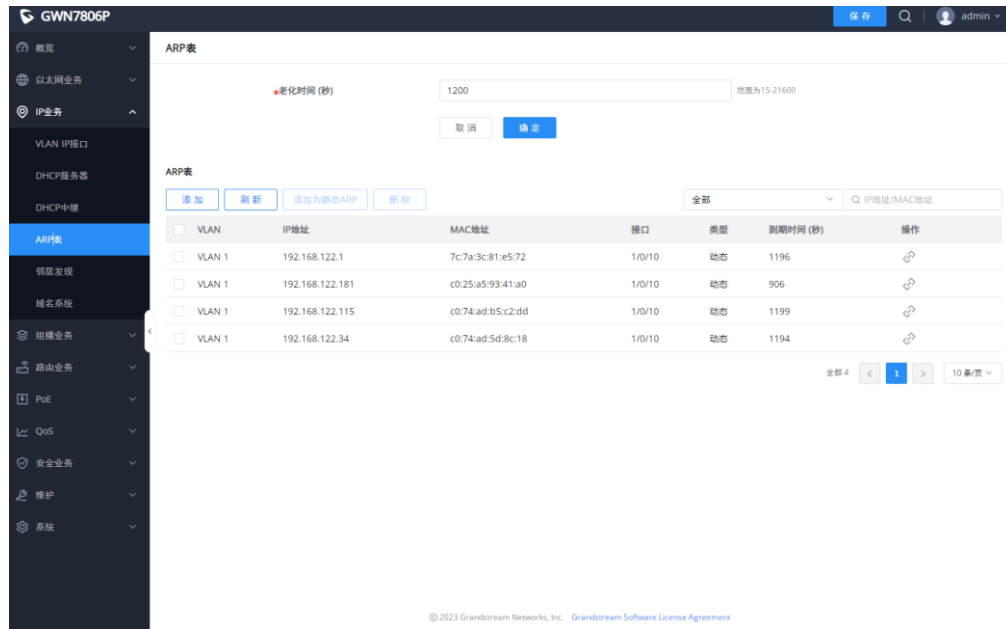 GWN7806P
保存
admin
概览
以太网业务
IP业务
VLAN IP接口
DHCP服务器
DHCP中继
ARP表
邻居发现
域名系统
组播业务
路由业务
PoE
QoS
安全业务
维护
系统
ARP表
*老化时间 (秒) 1200 范围为15-21600
取消 确定
ARP表
添加 刷新 添加为静态ARP 删除 全部 IP地址/MAC地址
VLAN IP地址 MAC地址 接口 类型 到期时间 (秒) 操作
VLAN 1 192.168.122.1 7c:7a:3c:81:e5:72 1/0/10 动态 1196
VLAN 1 192.168.122.181 c0:25:a5:93:41:a0 1/0/10 动态 906
VLAN 1 192.168.122.115 c0:74:ad:b5:c2:dd 1/0/10 动态 1199
VLAN 1 192.168.122.34 c0:74:ad:5d:8c:18 1/0/10 动态 1194
全部 4 < 1 > 10 条/页
© 2023 Grandstream Networks, Inc. Grandstream Software License Agreement